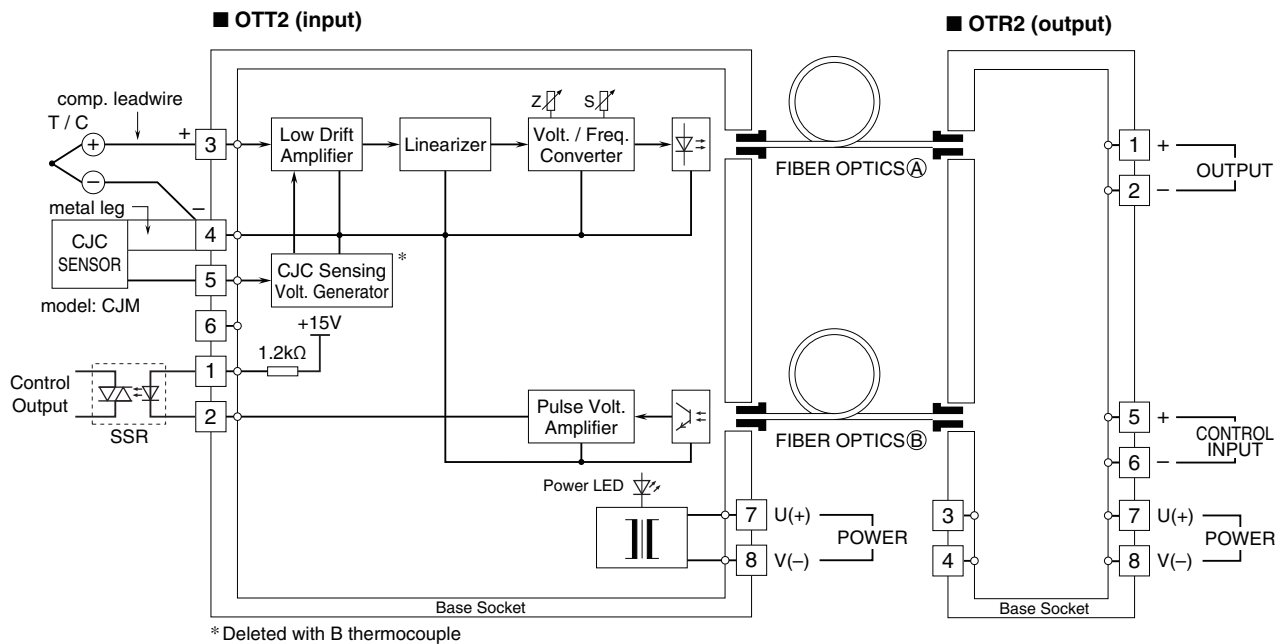 ■ OTT2 (input)
■ OTR2 (output)
comp. leadwire
T / C
+
+
−
−
3
Low Drift
Amplifier
Linearizer
Z
S
Volt. / Freq.
Converter
FIBER OPTICS Ⓐ
1
+
2
−
OUTPUT
metal leg
CJC
SENSOR
model: CJM
4
5
CJC Sensing
Volt. Generator
*
6
+15V
1.2kΩ
1
2
Control
Output
SSR
Pulse Volt.
Amplifier
FIBER OPTICS Ⓑ
5
+
6
−
CONTROL
INPUT
Power LED
7
U(+)
8
V(–)
POWER
3
4
7
U(+)
8
V(–)
POWER
Base Socket
Base Socket
* Deleted with B thermocouple